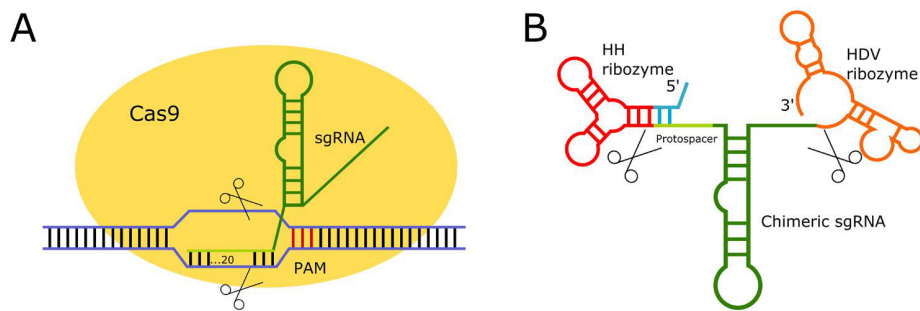 A
Cas9
sgRNA
...20
PAM
B
HH
ribozyme
5'
HDV
ribozyme
3'
Protospacer
Chimeric sgRNA